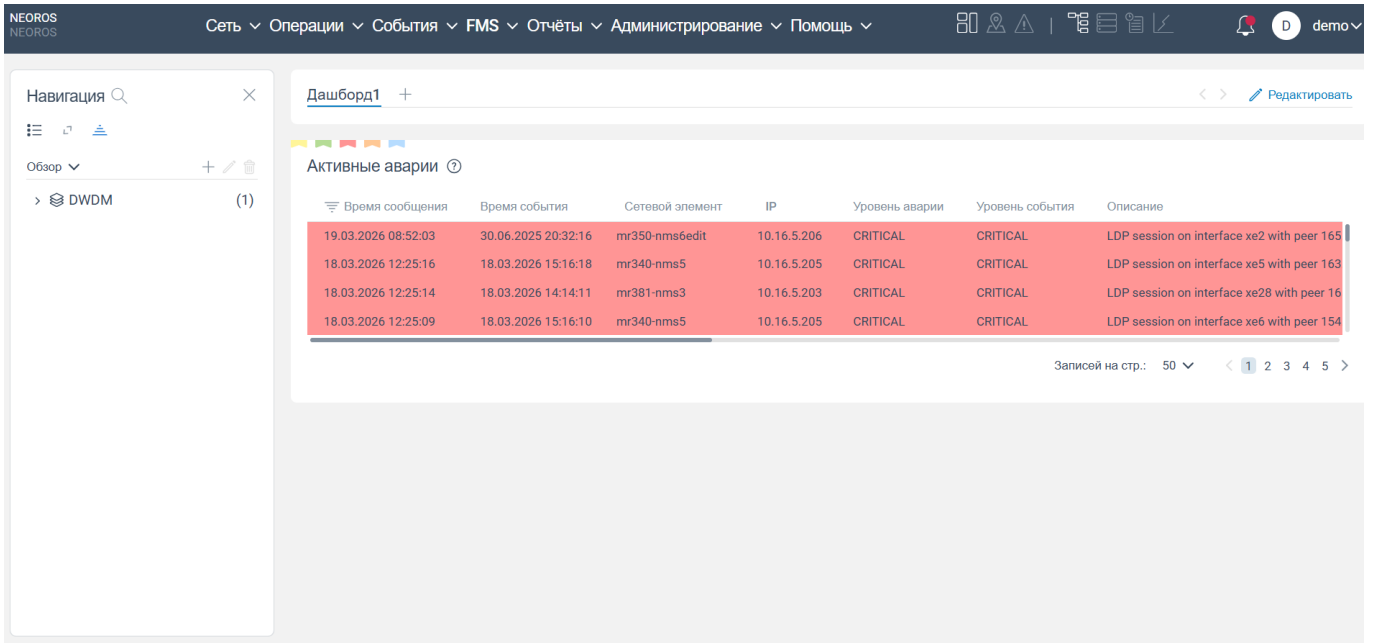 NEOROS
NEOROS
Сеть Операции События FMS Отчёты Администрирование Помощь
D demo
Навигация
Обзор
DWDM (1)
Дашборд1
Редактировать
Активные аварии
Время сообщения Время события Сетевой элемент IP Уровень аварии Уровень события Описание
19.03.2026 08:52:03 30.06.2025 20:32:16 mr350-nms6edit 10.16.5.206 CRITICAL CRITICAL LDP session on interface xe2 with peer 165
18.03.2026 12:25:16 18.03.2026 15:16:18 mr340-nms5 10.16.5.205 CRITICAL CRITICAL LDP session on interface xe5 with peer 163
18.03.2026 12:25:14 18.03.2026 14:14:11 mr381-nms3 10.16.5.203 CRITICAL CRITICAL LDP session on interface xe28 with peer 16
18.03.2026 12:25:09 18.03.2026 15:16:10 mr340-nms5 10.16.5.205 CRITICAL CRITICAL LDP session on interface xe6 with peer 154
Записей на стр.: 50 1 2 3 4 5